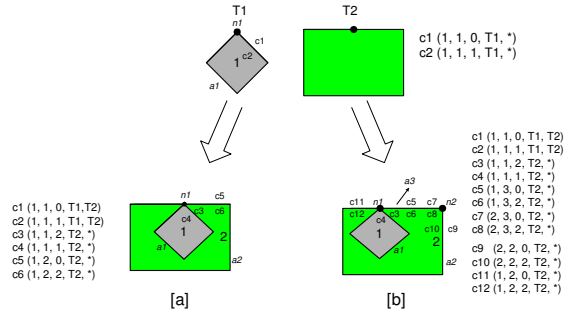 T1
n1
c1
1 c2
a1
T2
c1 (1, 1, 0, T1, *)
c2 (1, 1, 1, T1, *)
c1 (1, 1, 0, T1,T2)
c2 (1, 1, 1, T1, T2)
c3 (1, 1, 2, T2, *)
c4 (1, 1, 1, T2, *)
c5 (1, 2, 0, T2, *)
c6 (1, 2, 2, T2, *)
n1 c5
c3 c6
c4
1 2
a1
a2
[a]
a3
c11 n1 c5 c7 n2
c12 c3 c6 c8
c4
c10 c9
1 2
a1
a2
[b]
c1 (1, 1, 0, T1, T2)
c2 (1, 1, 1, T1, T2)
c3 (1, 1, 2, T2, *)
c4 (1, 1, 1, T2, *)
c5 (1, 3, 0, T2, *)
c6 (1, 3, 2, T2, *)
c7 (2, 3, 0, T2, *)
c8 (2, 3, 2, T2, *)
c9 (2, 2, 0, T2, *)
c10 (2, 2, 2, T2, *)
c11 (1, 2, 0, T2, *)
c12 (1, 2, 2, T2, *)